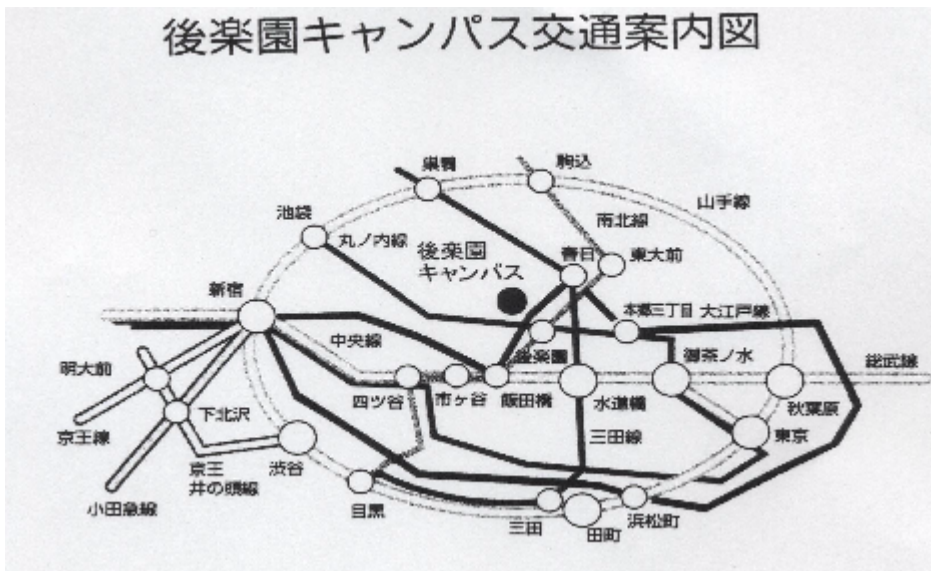 後楽園キャンパス交通案内図
巣鴨
駒込
山手線
池袋
丸ノ内線
南北線
後楽園
キャンパス
春日
東大前
新宿
本郷三丁目
大江戸線
中央線
後楽園
御茶ノ水
総武線
明大前
四ツ谷
市ヶ谷
飯田橋
水道橋
秋葉原
下北沢
京王線
三田線
東京
京王
井の頭線
渋谷
小田急線
目黒
三田
田町
浜松町